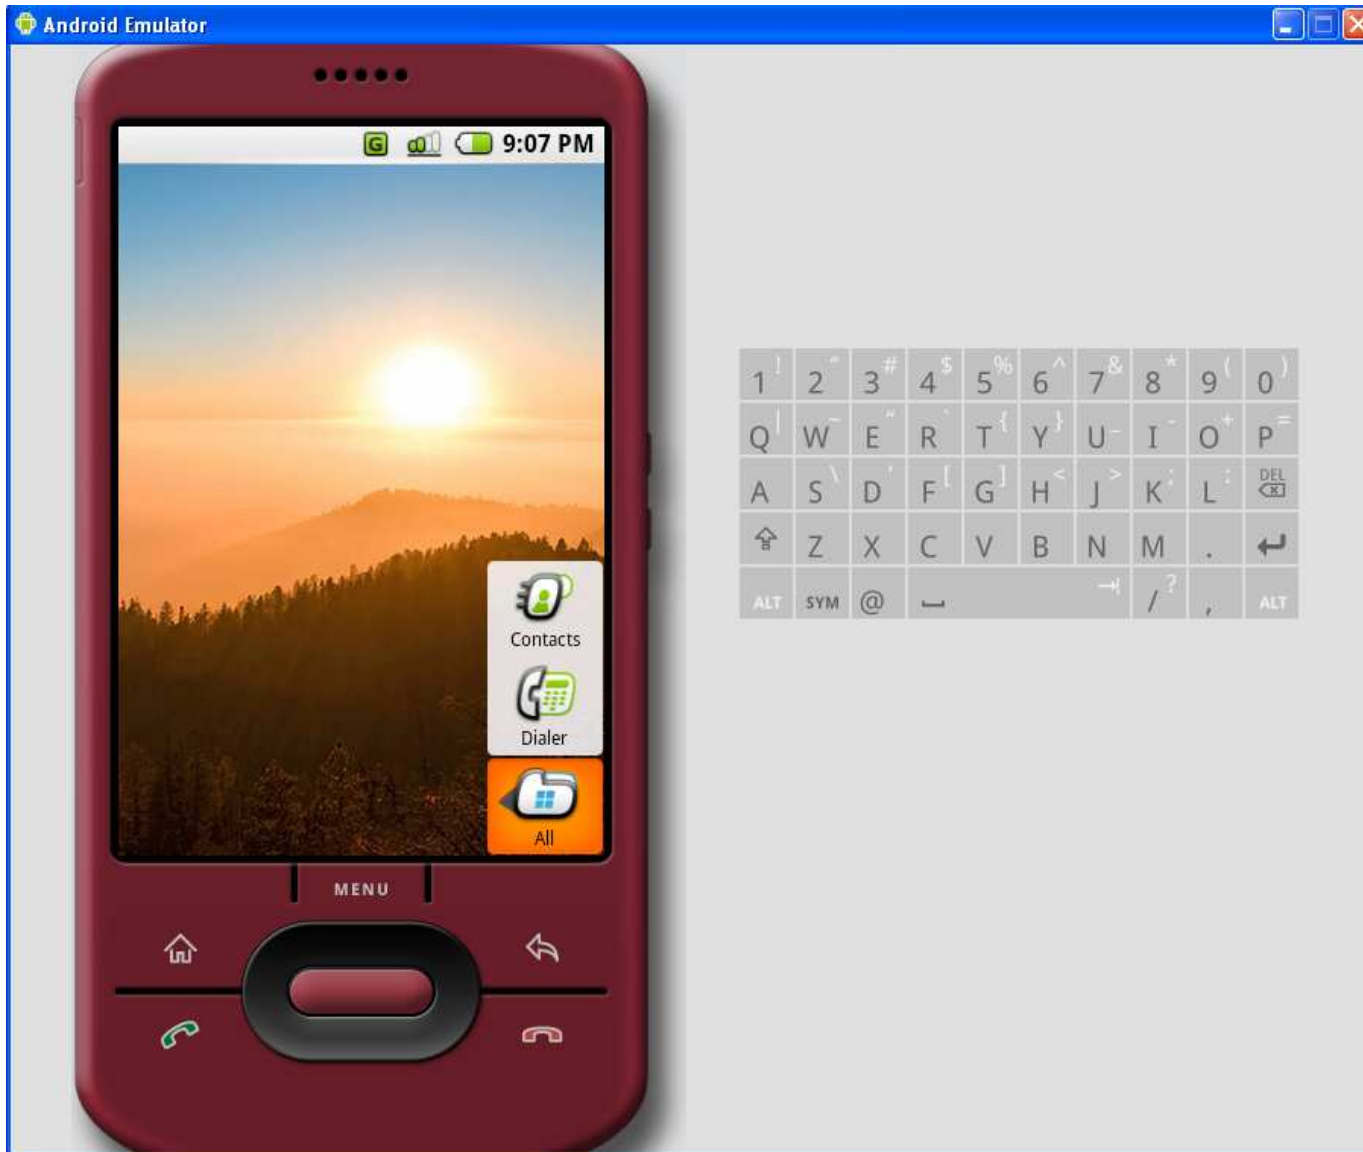 Android Emulator
G 9:07 PM
Contacts
Dialer
All
MENU
1 ! 2 " 3 # 4 $ 5 % 6 ^ 7 & 8 * 9 ( 0 )
Q | W ~ E " R ` T { Y } U _ I - O + P =
A S \ D ' F [ G ] H < J > K ; L : DEL
Z X C V B N M .
ALT SYM @ / ? , ALT